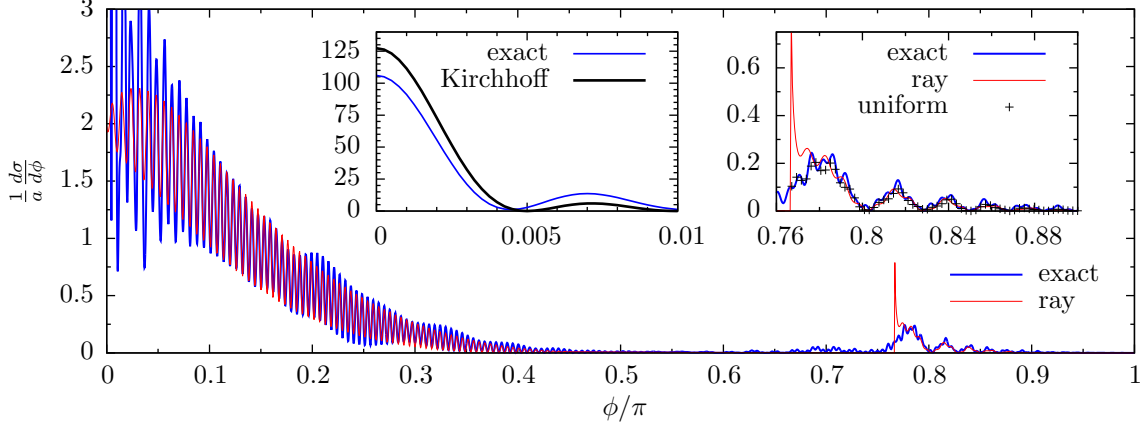 3
2.5
2
1.5
1
0.5
0
1/a dσ/dϕ
125
100
75
50
25
0
exact
Kirchhoff
0 0.005 0.01
0.6
0.4
0.2
0
exact
ray
uniform
0.76 0.8 0.84 0.88
exact
ray
0 0.1 0.2 0.3 0.4 0.5 0.6 0.7 0.8 0.9 1
ϕ/π